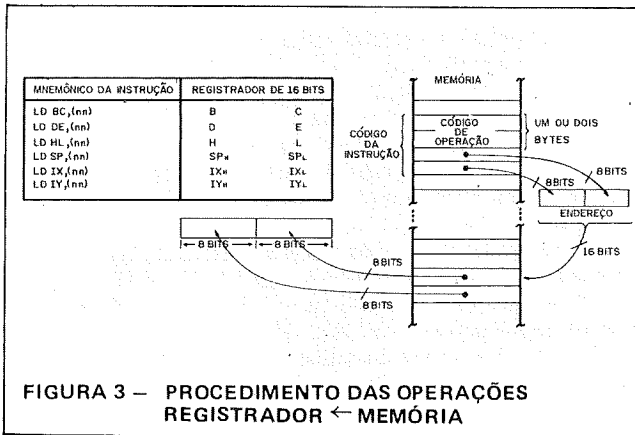 MNEMÔNICO DA INSTRUÇÃO REGISTRADOR DE 16 BITS
LD BC,(nn) B C
LD DE,(nn) D E
LD HL,(nn) H L
LD SP,(nn) SPH SPL
LD IX,(nn) IXH IXL
LD IY,(nn) IYH IYL
MEMÓRIA
CÓDIGO DA INSTRUÇÃO
CÓDIGO DE OPERAÇÃO
UM OU DOIS BYTES
8 BITS
8 BITS
ENDEREÇO
16 BITS
8 BITS 8 BITS
8 BITS
8 BITS
FIGURA 3 — PROCEDIMENTO DAS OPERAÇÕES
REGISTRADOR ← MEMÓRIA